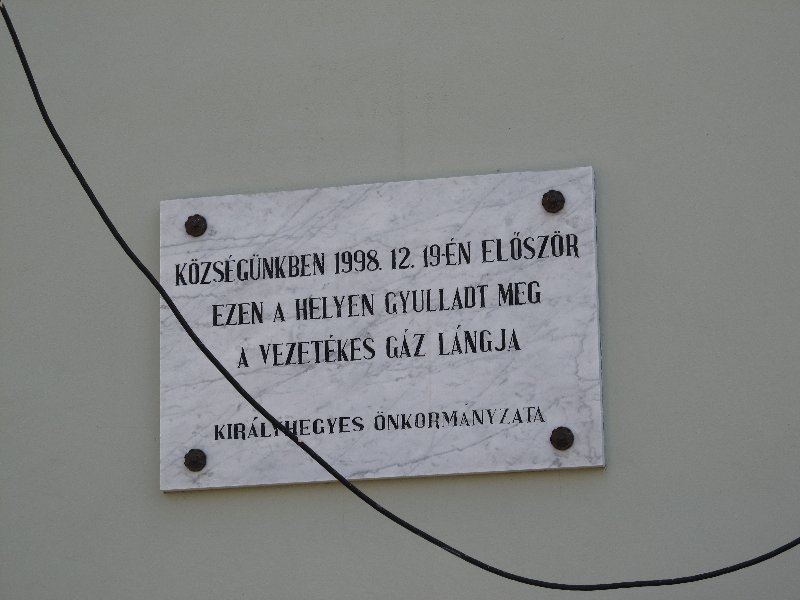 KÖZSÉGÜNKBEN 1998. 12. 19-ÉN ELŐSZÖR
EZEN A HELYEN GYULLADT MEG
A VEZETÉKES GÁZ LÁNGJA
KIRÁLYHEGYES ÖNKORMÁNYZATA